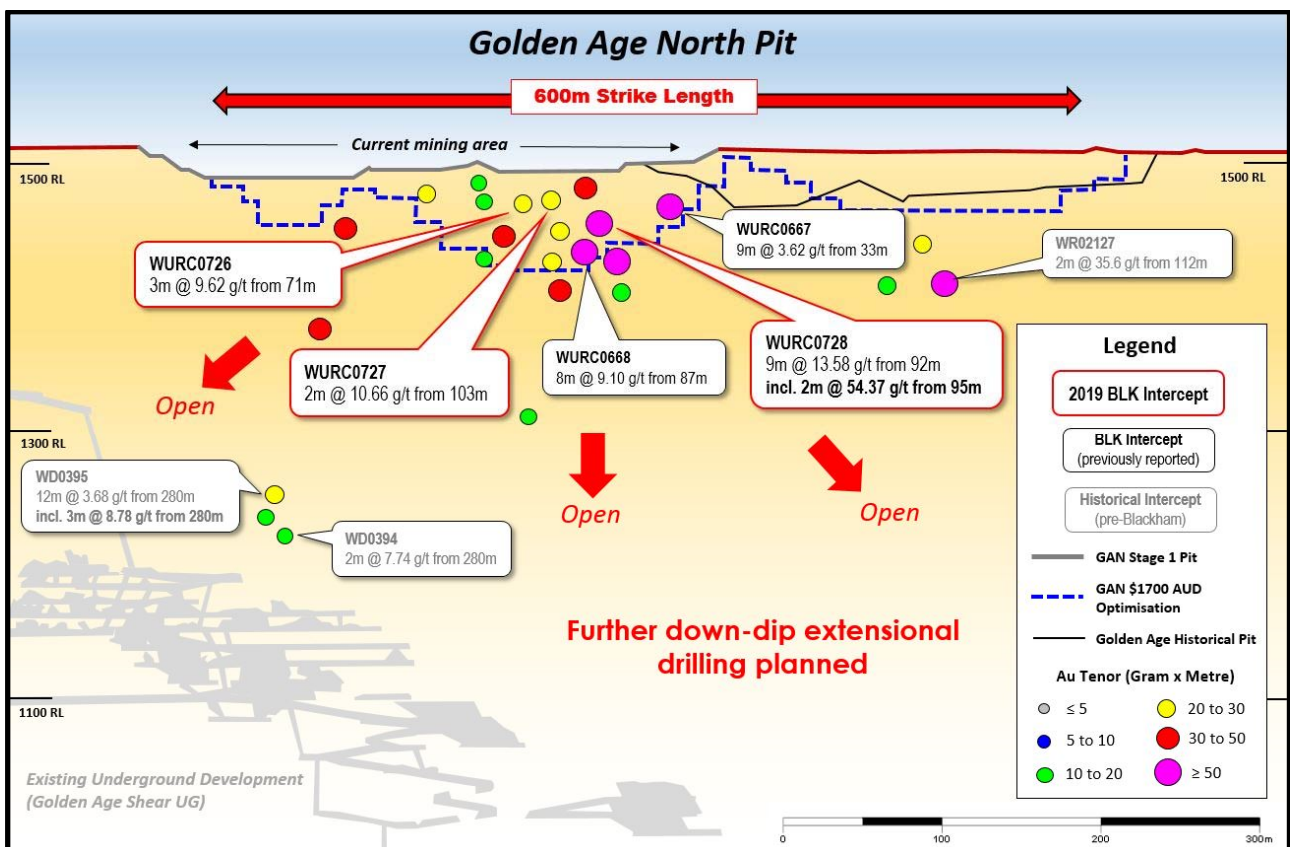 Golden Age North Pit
600m Strike Length
Current mining area
1500 RL
1500 RL
WURC0667
9m @ 3.62 g/t from 33m
WR02127
2m @ 35.6 g/t from 112m
WURC0726
3m @ 9.62 g/t from 71m
WURC0727
2m @ 10.66 g/t from 103m
WURC0668
8m @ 9.10 g/t from 87m
WURC0728
9m @ 13.58 g/t from 92m
incl. 2m @ 54.37 g/t from 95m
Open
Open
Open
1300 RL
WD0395
12m @ 3.68 g/t from 280m
incl. 3m @ 8.78 g/t from 280m
WD0394
2m @ 7.74 g/t from 280m
Further down-dip extensional
drilling planned
1100 RL
Existing Underground Development
(Golden Age Shear UG)
Legend
2019 BLK Intercept
BLK Intercept
(previously reported)
Historical Intercept
(pre-Blackham)
GAN Stage 1 Pit
GAN $1700 AUD
Optimisation
Golden Age Historical Pit
Au Tenor (Gram x Metre)
≤ 5
20 to 30
5 to 10
30 to 50
10 to 20
≥ 50
0
100
200
300m